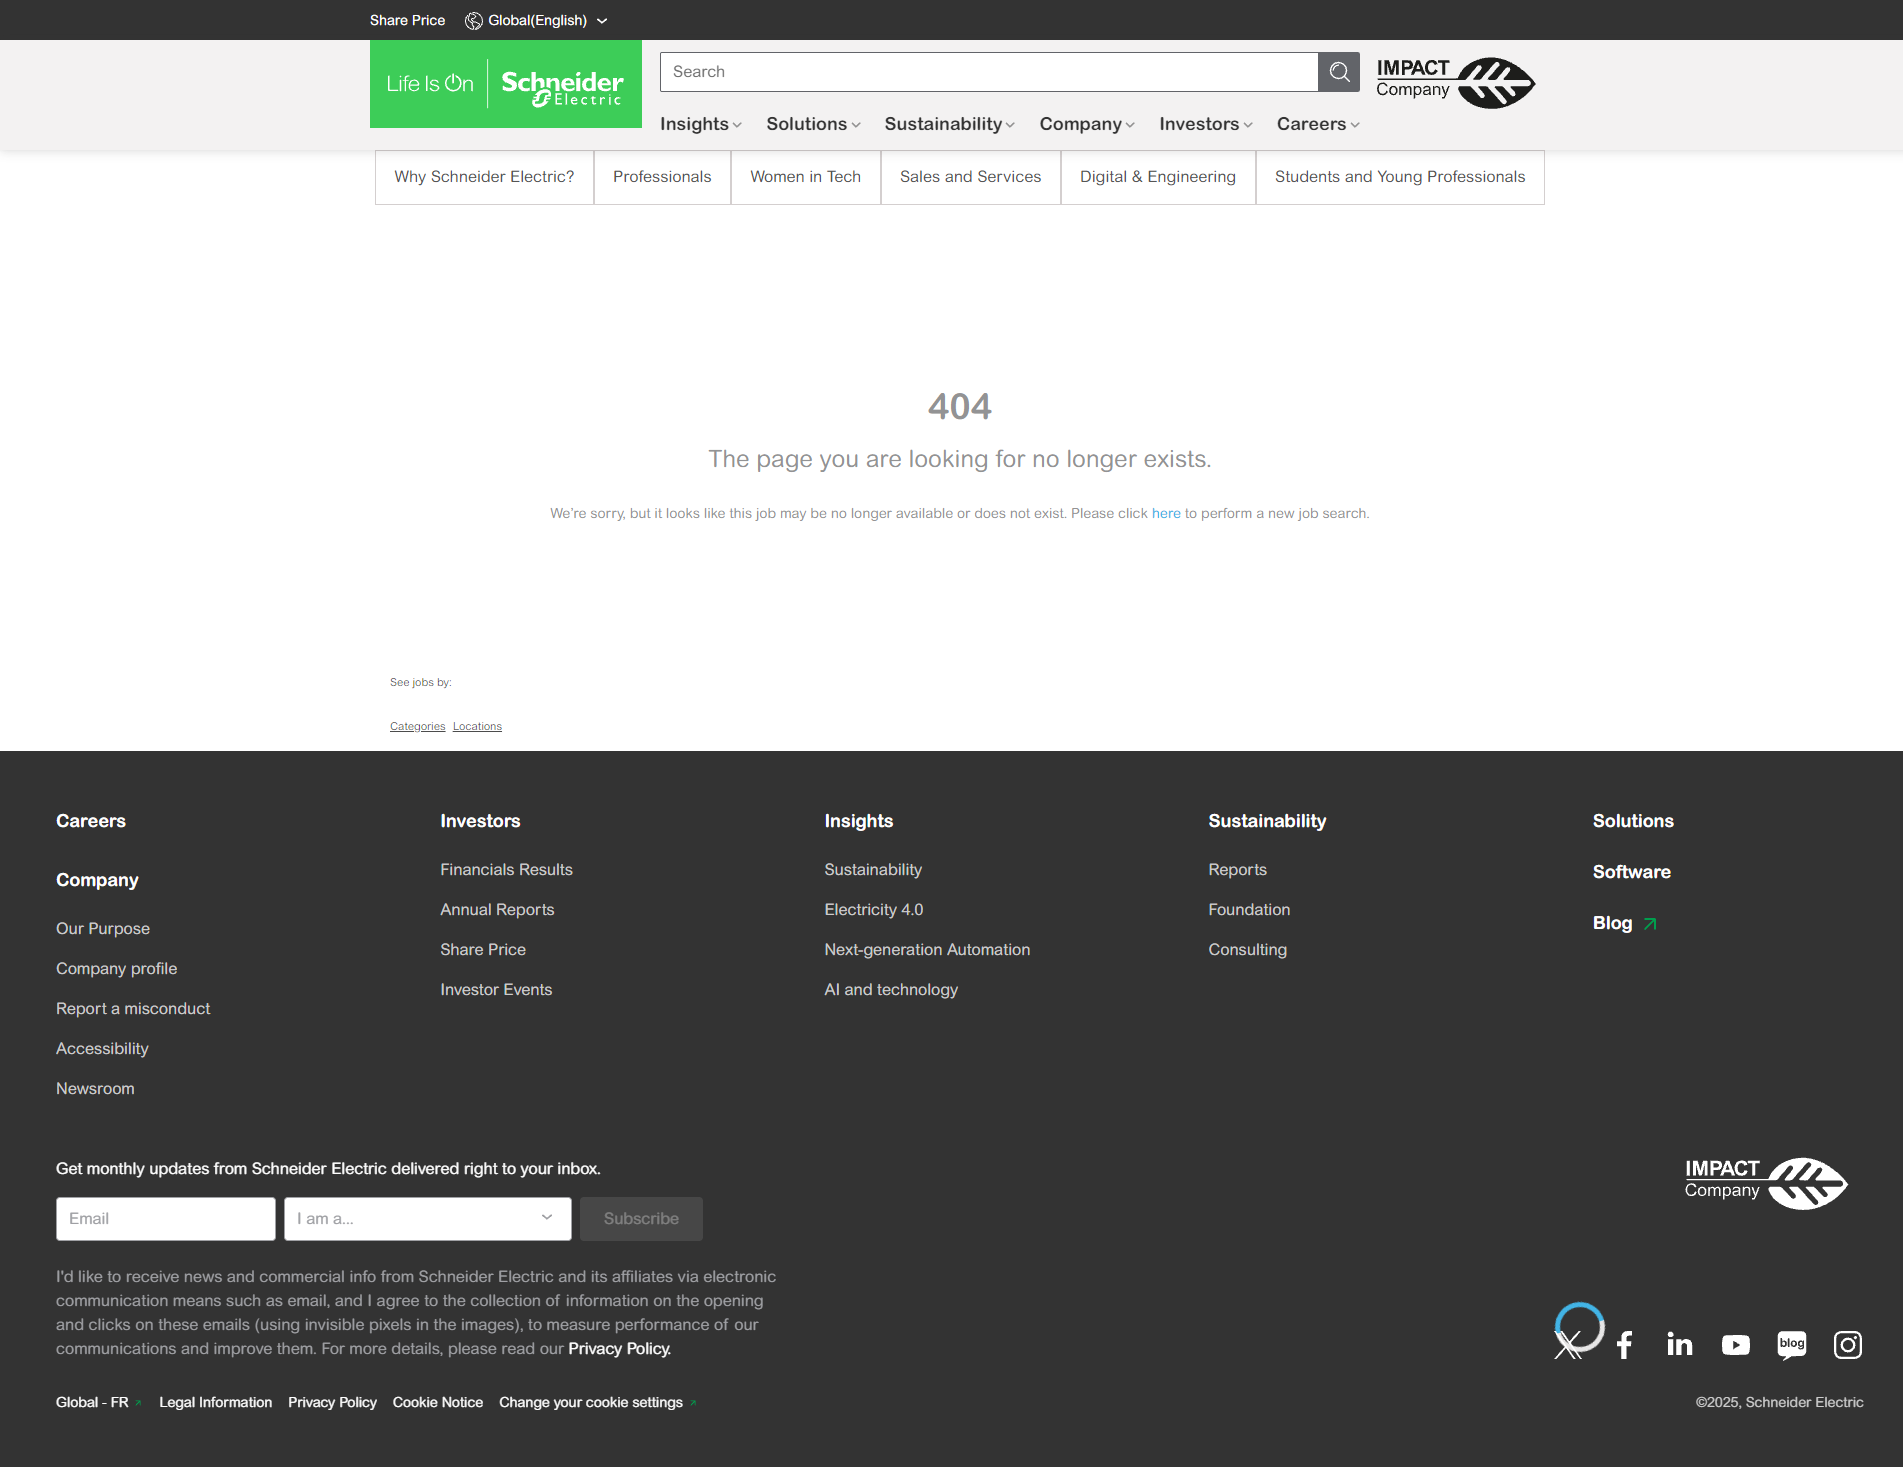 Share Price
Global(English)
Life Is On
Schneider
Electric
Search
IMPACT
Company
Insights
Solutions
Sustainability
Company
Investors
Careers
Why Schneider Electric?
Professionals
Women in Tech
Sales and Services
Digital & Engineering
Students and Young Professionals
404
The page you are looking for no longer exists.
We're sorry, but it looks like this job may be no longer available or does not exist. Please click here to perform a new job search.
See jobs by:
Categories Locations
Careers
Company
Our Purpose
Company profile
Report a misconduct
Accessibility
Newsroom
Investors
Financials Results
Annual Reports
Share Price
Investor Events
Insights
Sustainability
Electricity 4.0
Next-generation Automation
AI and technology
Sustainability
Reports
Foundation
Consulting
Solutions
Software
Blog
Get monthly updates from Schneider Electric delivered right to your inbox.
Email
I am a...
Subscribe
IMPACT
Company
I'd like to receive news and commercial info from Schneider Electric and its affiliates via electronic
communication means such as email, and I agree to the collection of information on the opening
and clicks on these emails (using invisible pixels in the images), to measure performance of our
communications and improve them. For more details, please read our Privacy Policy.
blog
Global - FR
Legal Information
Privacy Policy
Cookie Notice
Change your cookie settings
©2025, Schneider Electric